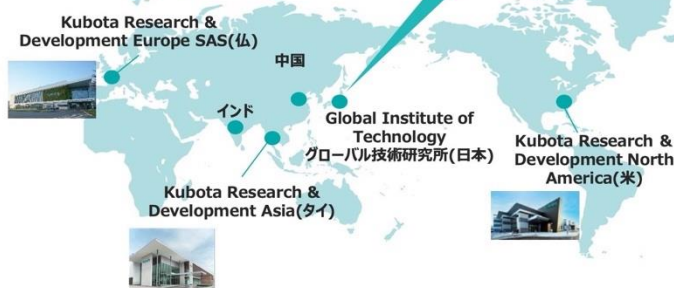 Kubota Research &
Development Europe SAS(仏)
中国
インド
Global Institute of
Technology
グローバル技術研究所(日本)
Kubota Research &
Development North
America(米)
Kubota Research &
Development Asia(タイ)